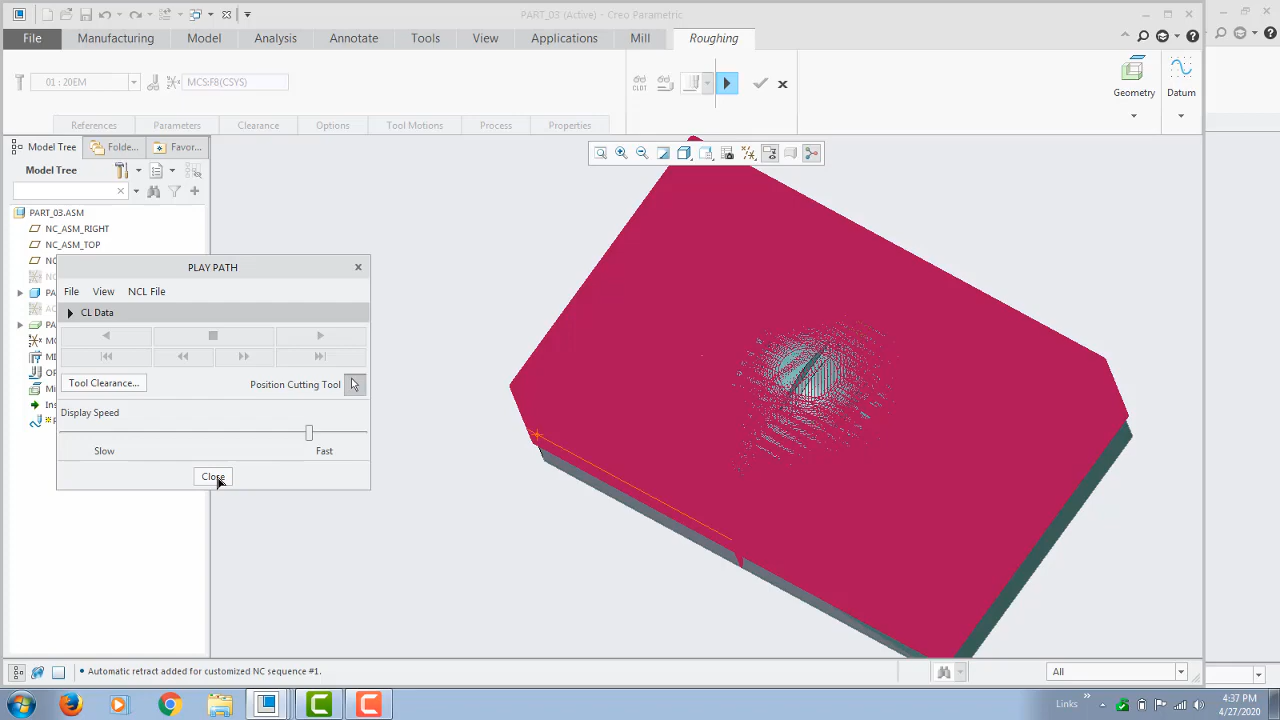 PART_03 (Active) - Creo Parametric
File Manufacturing Model Analysis Annotate Tools View Applications Mill Roughing
01 : 20EM MCS:F8(CSYS)
CLDT
Geometry Datum
References Parameters Clearance Options Tool Motions Process Properties
Model Tree Folde... Favor...
Model Tree
PART_03.ASM
NC_ASM_RIGHT
NC_ASM_TOP
PLAY PATH
File View NCL File
CL Data
Tool Clearance... Position Cutting Tool
Display Speed
Slow Fast
Close
Automatic retract added for customized NC sequence #1.
All
Links
4:37 PM
4/27/2020